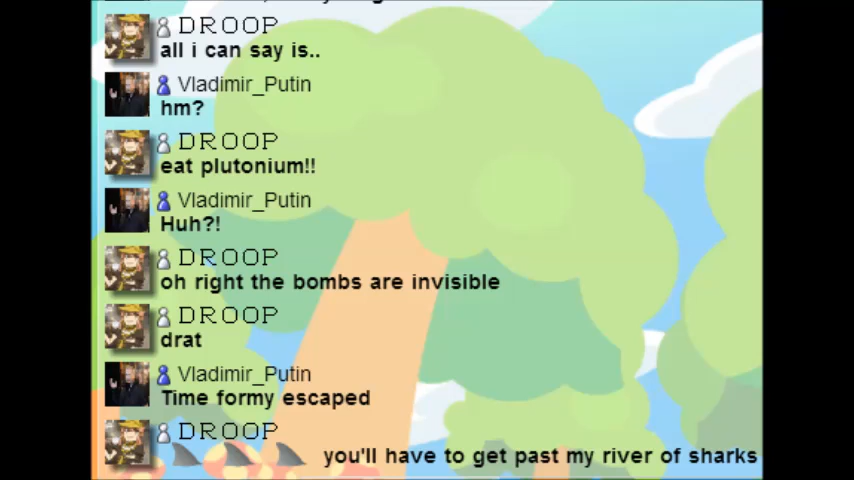 DROOP
all i can say is..
Vladimir_Putin
hm?
DROOP
eat plutonium!!
Vladimir_Putin
Huh?!
DROOP
oh right the bombs are invisible
DROOP
drat
Vladimir_Putin
Time formy escaped
DROOP
you'll have to get past my river of sharks